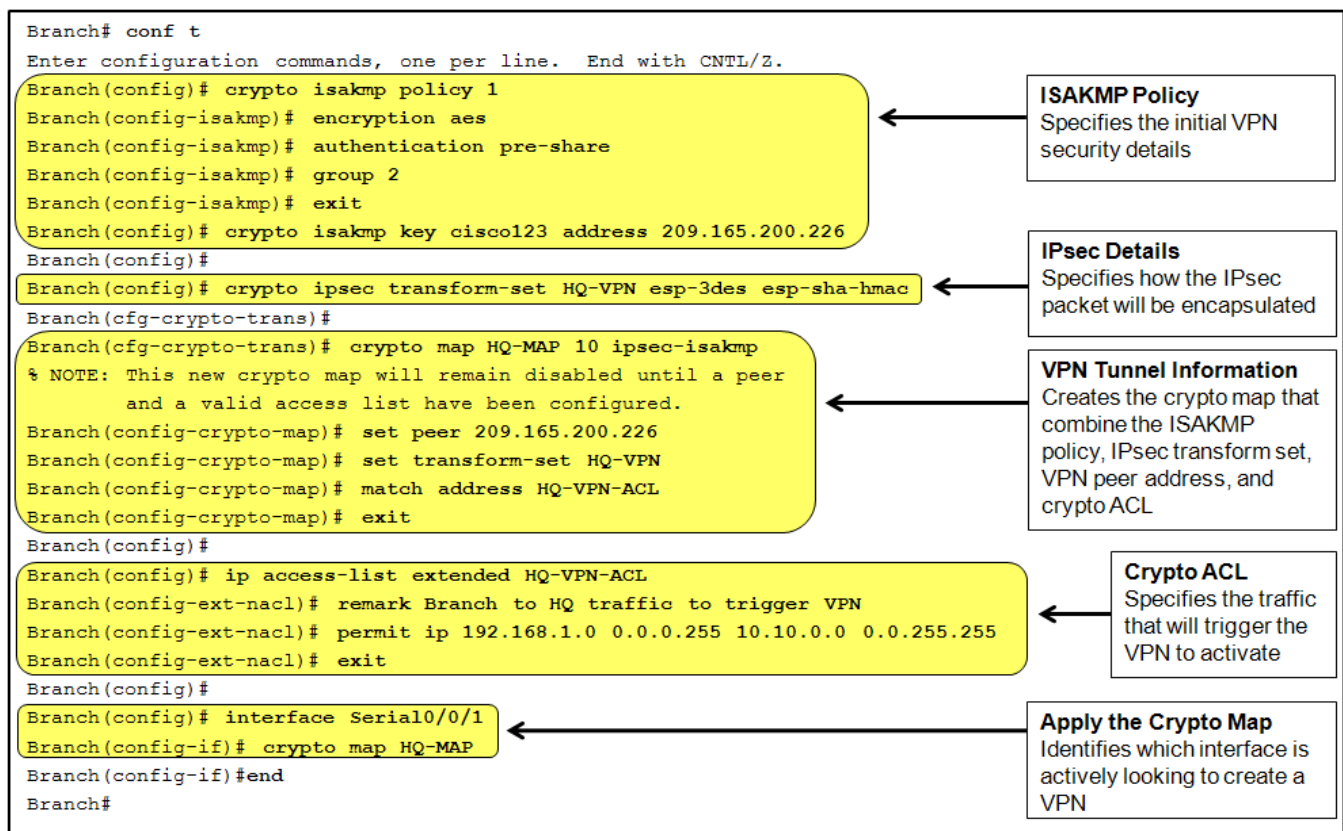 Branch# conf t
Enter configuration commands, one per line.  End with CNTL/Z.
Branch(config)# crypto isakmp policy 1
Branch(config-isakmp)# encryption aes
Branch(config-isakmp)# authentication pre-share
Branch(config-isakmp)# group 2
Branch(config-isakmp)# exit
Branch(config)# crypto isakmp key cisco123 address 209.165.200.226
Branch(config)#
Branch(config)# crypto ipsec transform-set HQ-VPN esp-3des esp-sha-hmac
Branch(cfg-crypto-trans)#
Branch(cfg-crypto-trans)# crypto map HQ-MAP 10 ipsec-isakmp
% NOTE: This new crypto map will remain disabled until a peer
and a valid access list have been configured.
Branch(config-crypto-map)# set peer 209.165.200.226
Branch(config-crypto-map)# set transform-set HQ-VPN
Branch(config-crypto-map)# match address HQ-VPN-ACL
Branch(config-crypto-map)# exit
Branch(config)#
Branch(config)# ip access-list extended HQ-VPN-ACL
Branch(config-ext-nacl)# remark Branch to HQ traffic to trigger VPN
Branch(config-ext-nacl)# permit ip 192.168.1.0 0.0.0.255 10.10.0.0 0.0.255.255
Branch(config-ext-nacl)# exit
Branch(config)#
Branch(config)# interface Serial0/0/1
Branch(config-if)# crypto map HQ-MAP
Branch(config-if)#end
Branch#
ISAKMP Policy
Specifies the initial VPN
security details
IPsec Details
Specifies how the IPsec
packet will be encapsulated
VPN Tunnel Information
Creates the crypto map that
combine the ISAKMP
policy, IPsec transform set,
VPN peer address, and
crypto ACL
Crypto ACL
Specifies the traffic
that will trigger the
VPN to activate
Apply the Crypto Map
Identifies which interface is
actively looking to create a
VPN